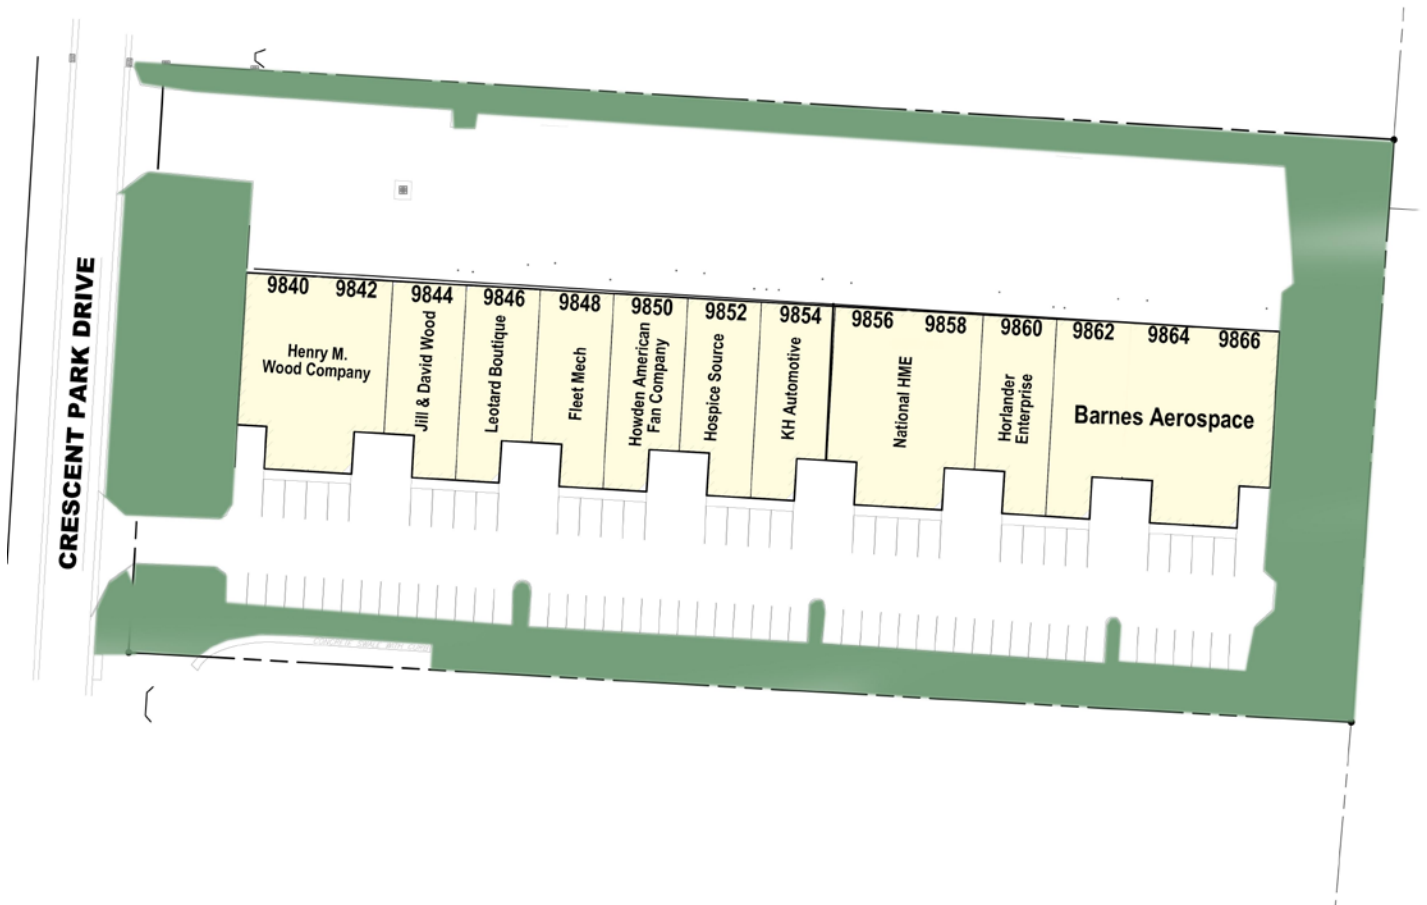 CRESCENT PARK DRIVE
9840
9842
9844
9846
9848
9850
9852
9854
9856
9858
9860
9862
9864
9866
Henry M.
Wood Company
Jill & David Wood
Leotard Boutique
Fleet Mech
Howden American
Fan Company
Hospice Source
KH Automotive
National HME
Horlander
Enterprise
Barnes Aerospace